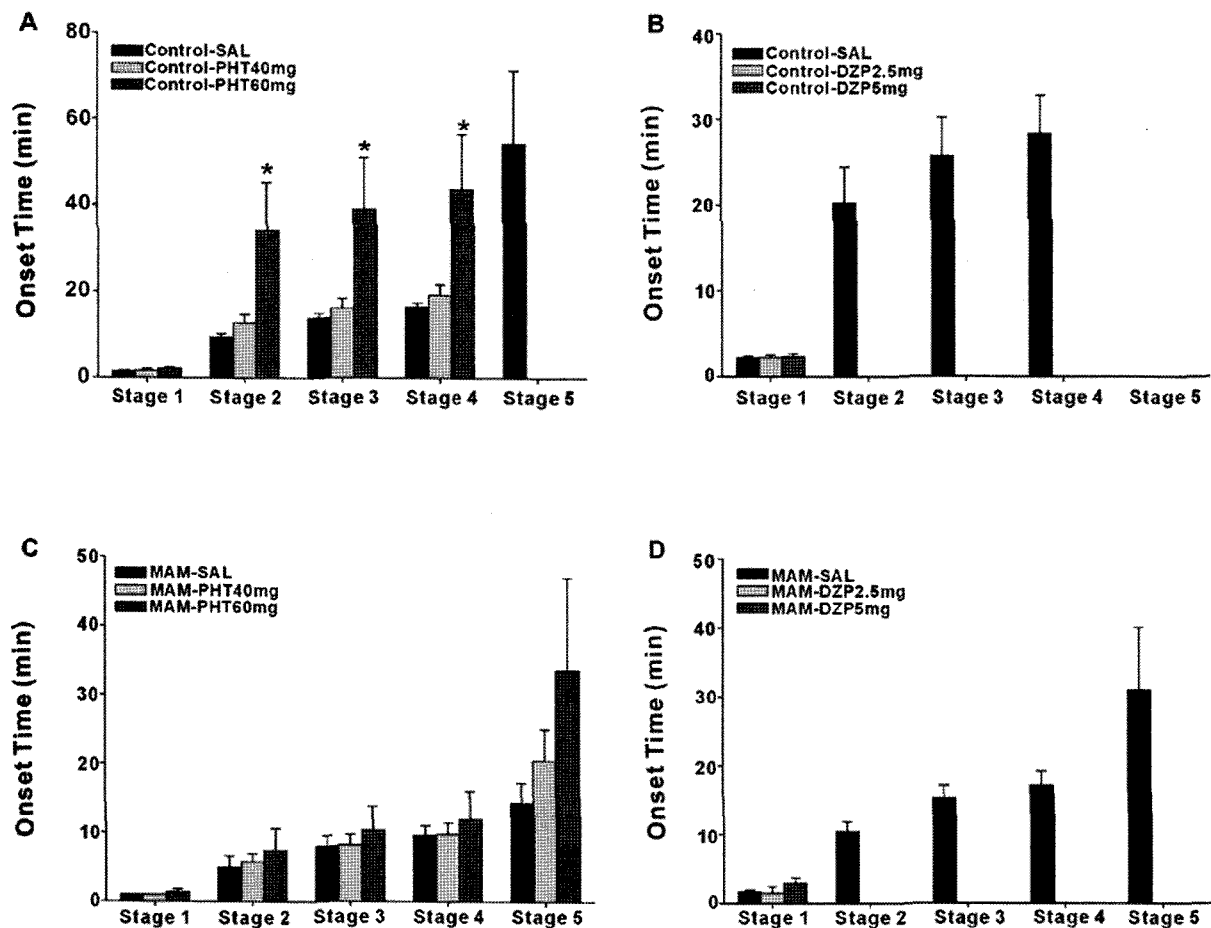 A
Onset Time (min)
80
60
40
20
0
Control-SAL
Control-PHT40mg
Control-PHT60mg
*
*
*
Stage 1 Stage 2 Stage 3 Stage 4 Stage 5
B
Onset Time (min)
40
30
20
10
0
Control-SAL
Control-DZP2.5mg
Control-DZP5mg
Stage 1 Stage 2 Stage 3 Stage 4 Stage 5
C
Onset Time (min)
50
40
30
20
10
0
MAM-SAL
MAM-PHT40mg
MAM-PHT60mg
Stage 1 Stage 2 Stage 3 Stage 4 Stage 5
D
Onset Time (min)
50
40
30
20
10
0
MAM-SAL
MAM-DZP2.5mg
MAM-DZP5mg
Stage 1 Stage 2 Stage 3 Stage 4 Stage 5